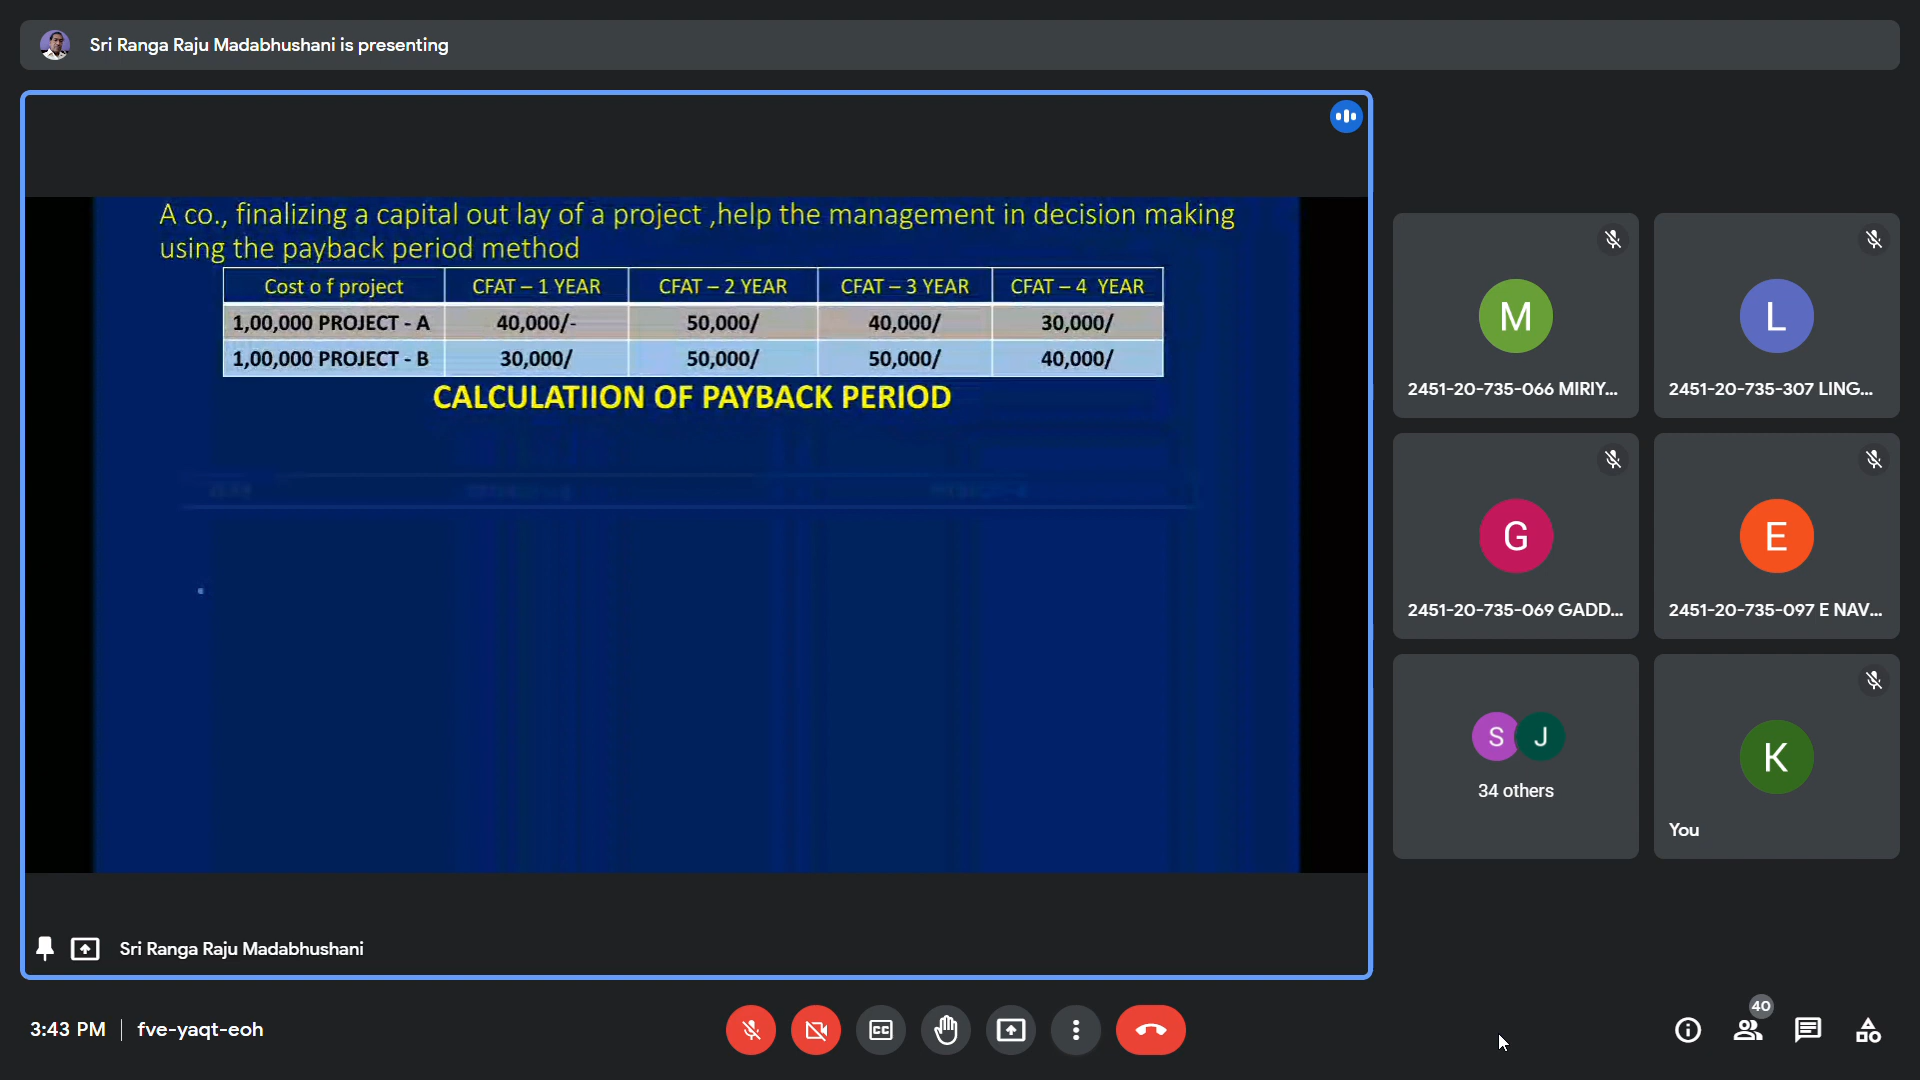 Sri Ranga Raju Madabhushani is presenting
A co., finalizing a capital out lay of a project ,help the management in decision making
using the payback period method
Cost o f project CFAT – 1 YEAR CFAT – 2 YEAR CFAT – 3 YEAR CFAT – 4 YEAR
1,00,000 PROJECT - A 40,000/- 50,000/ 40,000/ 30,000/
1,00,000 PROJECT - B 30,000/ 50,000/ 50,000/ 40,000/
CALCULATIION OF PAYBACK PERIOD
Sri Ranga Raju Madabhushani
M
2451-20-735-066 MIRIY...
L
2451-20-735-307 LING...
G
2451-20-735-069 GADD...
E
2451-20-735-097 E NAV...
S J
34 others
K
You
3:43 PM | fve-yaqt-eoh
CC
40